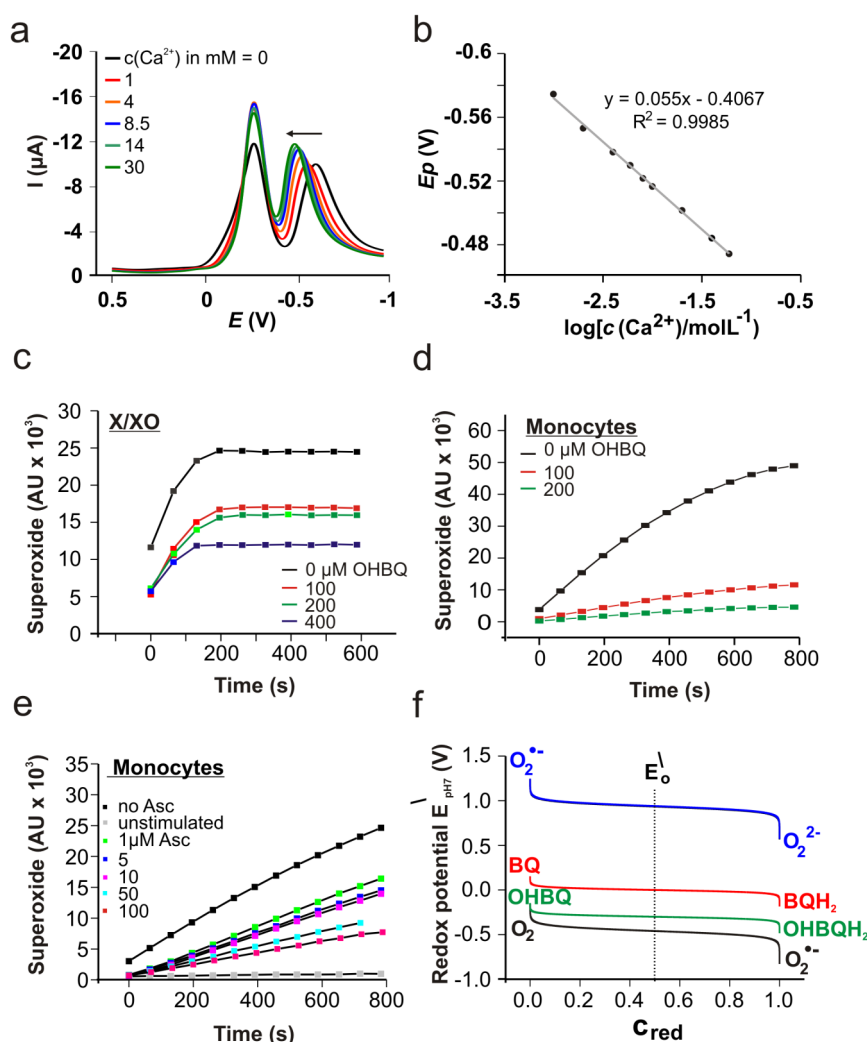 a
c(Ca²⁺) in mM = 0
1
4
8.5
14
30
-20
-16
-12
-8
-4
0
I (µA)
0.5
0
-0.5
-1
E (V)
b
-0.6
-0.56
-0.52
-0.48
Ep (V)
y = 0.055x - 0.4067
R² = 0.9985
-3.5
-2.5
-1.5
-0.5
log[c (Ca²⁺)/molL⁻¹)
c
X/XO
30
25
20
15
10
5
0
Superoxide (AU x 10³)
0 µM OHBQ
100
200
400
0
200
400
600
Time (s)
d
Monocytes
0 µM OHBQ
100
200
60
50
40
30
20
10
0
Superoxide (AU x 10³)
0
200
400
600
800
Time (s)
e
Monocytes
no Asc
unstimulated
1µM Asc
5
10
50
100
35
30
25
20
15
10
5
0
Superoxide (AU x 10³)
0
200
400
600
800
Time (s)
f
1.5
1.0
0.5
0.0
-0.5
-1.0
Redox potential E\ pH7 (V)
O₂•-
E₀\
O₂²⁻
BQ
BQH₂
OHBQ
OHBQH₂
O₂
O₂•-
0.0
0.2
0.4
0.6
0.8
1.0
c_red